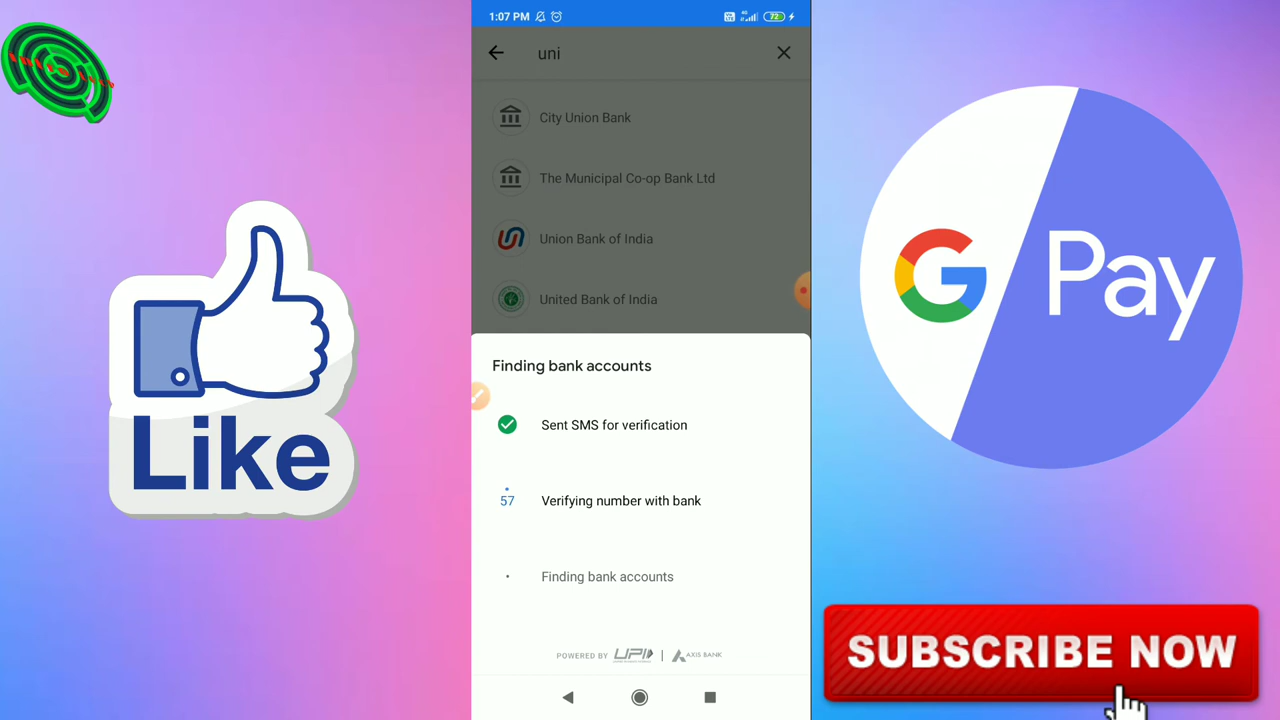 1:07 PM
4G
72
uni
City Union Bank
The Municipal Co-op Bank Ltd
Union Bank of India
United Bank of India
Finding bank accounts
Sent SMS for verification
57
Verifying number with bank
Finding bank accounts
POWERED BY UPI | AXIS BANK
Like
G Pay
SUBSCRIBE NOW